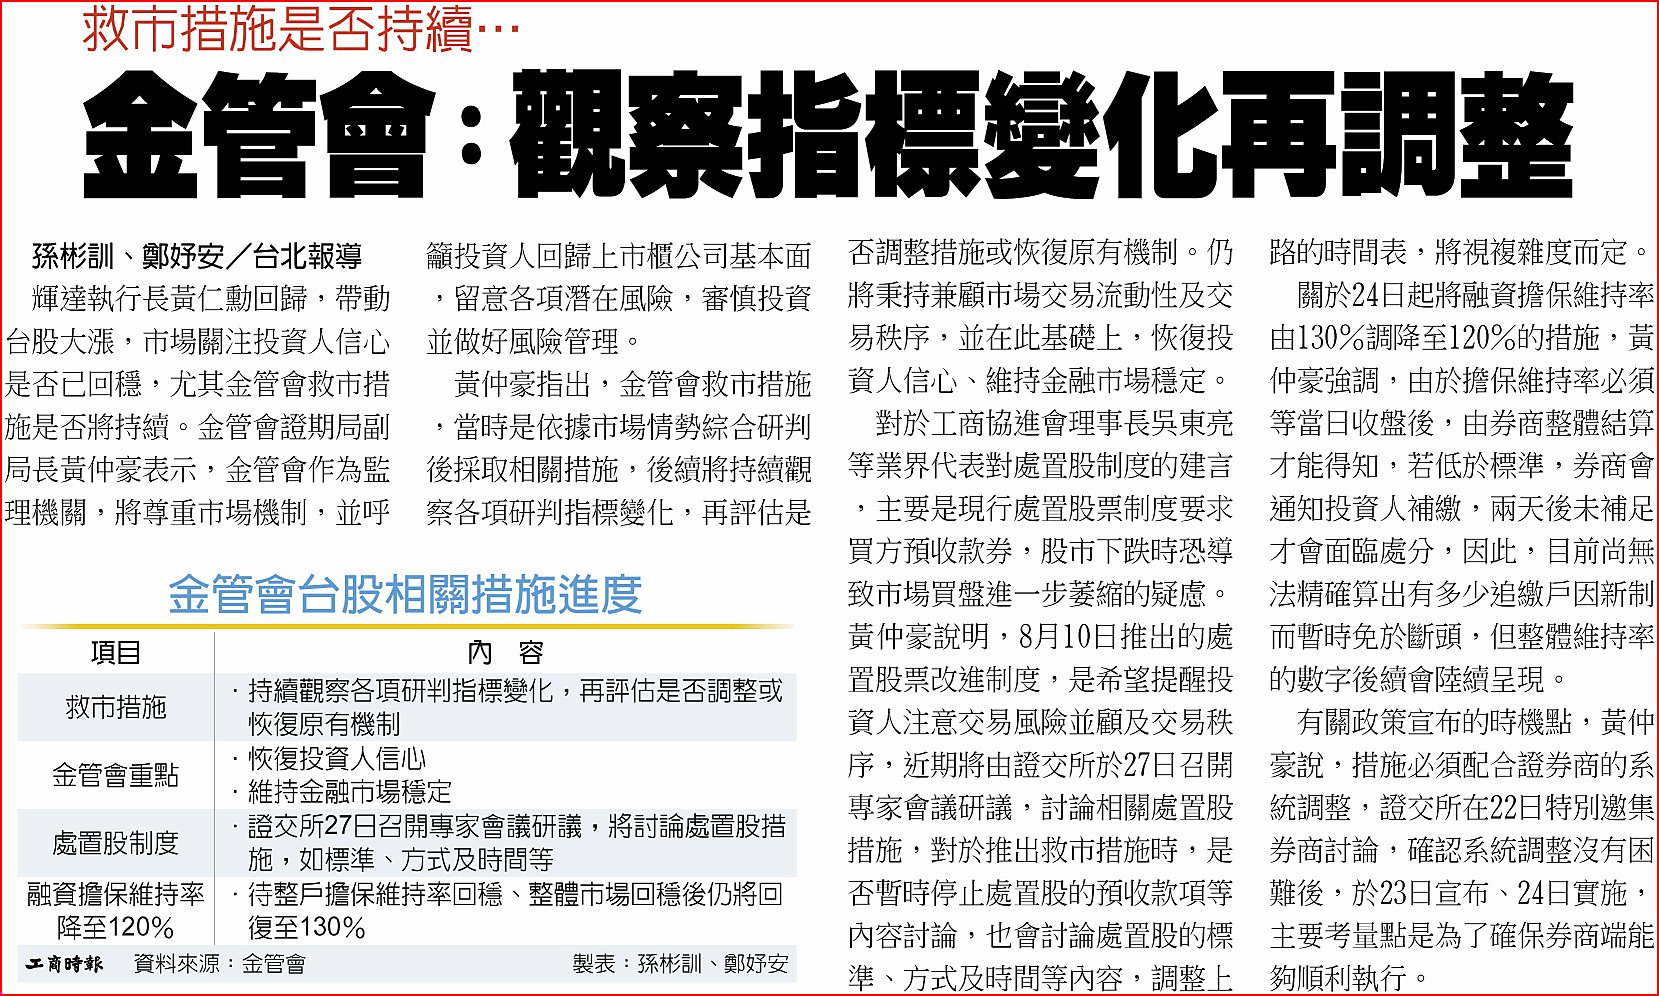 救市措施是否持續…
金管會：觀察指標變化再調整
孫彬訓、鄭妤安／台北報導
輝達執行長黃仁勳回歸，帶動
台股大漲，市場關注投資人信心
是否已回穩，尤其金管會救市措
施是否將持續。金管會證期局副
局長黃仲豪表示，金管會作為監
理機關，將尊重市場機制，並呼
籲投資人回歸上市櫃公司基本面
，留意各項潛在風險，審慎投資
並做好風險管理。
黃仲豪指出，金管會救市措施
，當時是依據市場情勢綜合研判
後採取相關措施，後續將持續觀
察各項研判指標變化，再評估是
否調整措施或恢復原有機制。仍
將秉持兼顧市場交易流動性及交
易秩序，並在此基礎上，恢復投
資人信心、維持金融市場穩定。
對於工商協進會理事長吳東亮
等業界代表對處置股制度的建言
，主要是現行處置股票制度要求
買方預收款券，股市下跌時恐導
致市場買盤進一步萎縮的疑慮。
黃仲豪說明，8月10日推出的處
置股票改進制度，是希望提醒投
資人注意交易風險並顧及交易秩
序，近期將由證交所於27日召開
專家會議研議，討論相關處置股
措施，對於推出救市措施時，是
否暫時停止處置股的預收款項等
內容討論，也會討論處置股的標
準、方式及時間等內容，調整上
路的時間表，將視複雜度而定。
關於24日起將融資擔保維持率
由130%調降至120%的措施，黃
仲豪強調，由於擔保維持率必須
等當日收盤後，由券商整體結算
才能得知，若低於標準，券商會
通知投資人補繳，兩天後未補足
才會面臨處分，因此，目前尚無
法精確算出有多少追繳戶因新制
而暫時免於斷頭，但整體維持率
的數字後續會陸續呈現。
有關政策宣布的時機點，黃仲
豪說，措施必須配合證券商的系
統調整，證交所在22日特別邀集
券商討論，確認系統調整沒有困
難後，於23日宣布、24日實施，
主要考量點是為了確保券商端能
夠順利執行。
金管會台股相關措施進度
項目 內 容
救市措施 ．持續觀察各項研判指標變化，再評估是否調整或
恢復原有機制
金管會重點 ．恢復投資人信心
．維持金融市場穩定
處置股制度 ．證交所27日召開專家會議研議，將討論處置股措
施，如標準、方式及時間等
融資擔保維持率 ．待整戶擔保維持率回穩、整體市場回穩後仍將回
降至120% 復至130%
工商時報 資料來源：金管會 製表：孫彬訓、鄭妤安